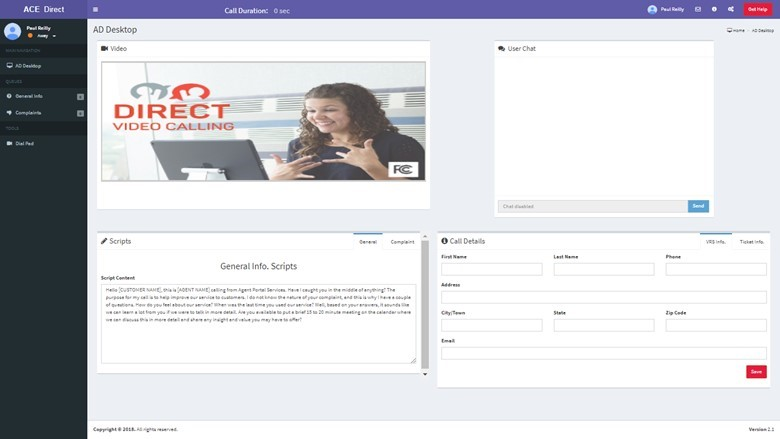 ACE Direct
Call Duration: 0 sec
Paul Reilly
Get Help
Paul Reilly
Away
AD Desktop
Home
AD Desktop
MAIN NAVIGATION
AD Desktop
QUEUES
General Info
Complaints
TOOLS
Dial Pad
Video
DIRECT
VIDEO CALLING
FCC
User Chat
Chat disabled
Send
Scripts
General
Complaint
General Info. Scripts
Script Content
Hello [CUSTOMER NAME], this is [AGENT NAME] calling from Agent Portal Services. Have I caught you in the middle of anything? The
purpose for my call is to help improve our service to customers. I do not know the nature of your complaint, and this is why I have a couple
of questions. How do you feel about our service? When was the last time you used our service? Well, based on your answers, it sounds like
we can learn a lot from you if we were to talk in more detail. Are you available to put a brief 15 to 20 minute meeting on the calendar where
we can discuss this in more detail and share any insight and value you may have to offer?
Call Details
VRS Info.
Ticket Info.
First Name
Last Name
Phone
Address
City/Town
State
Zip Code
Email
Save
Copyright © 2018. All rights reserved.
Version 2.1